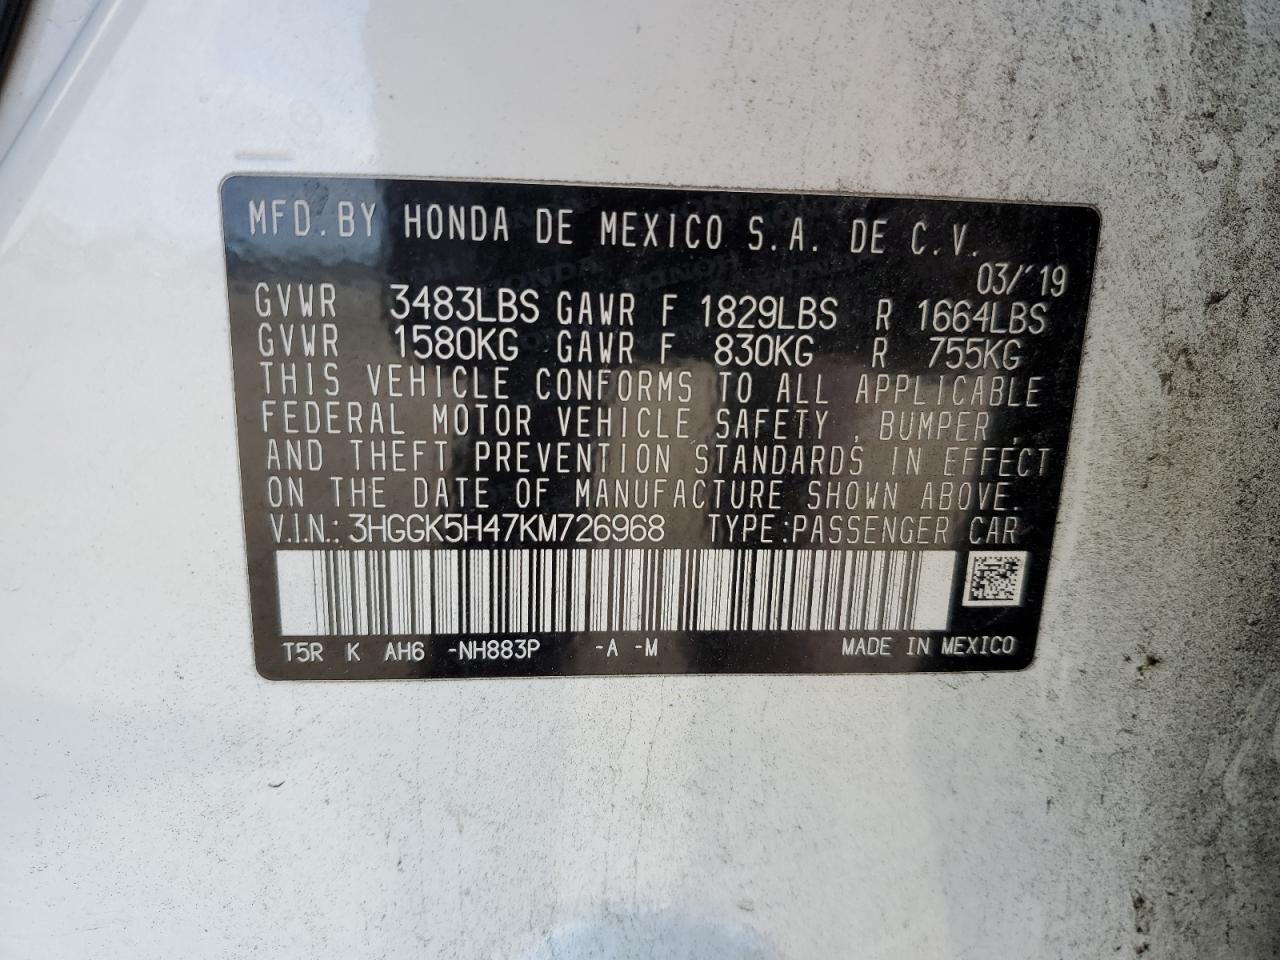 MFD. BY HONDA DE MEXICO S.A. DE C.V.
03/'19
GVWR 3483LBS GAWR F 1829LBS R 1664LBS
GVWR 1580KG GAWR F 830KG R 755KG
THIS VEHICLE CONFORMS TO ALL APPLICABLE
FEDERAL MOTOR VEHICLE SAFETY , BUMPER ,
AND THEFT PREVENTION STANDARDS IN EFFECT
ON THE DATE OF MANUFACTURE SHOWN ABOVE.
V.I.N.: 3HGGK5H47KM726968 TYPE:PASSENGER CAR
T5R K AH6 -NH883P -A -M MADE IN MEXICO